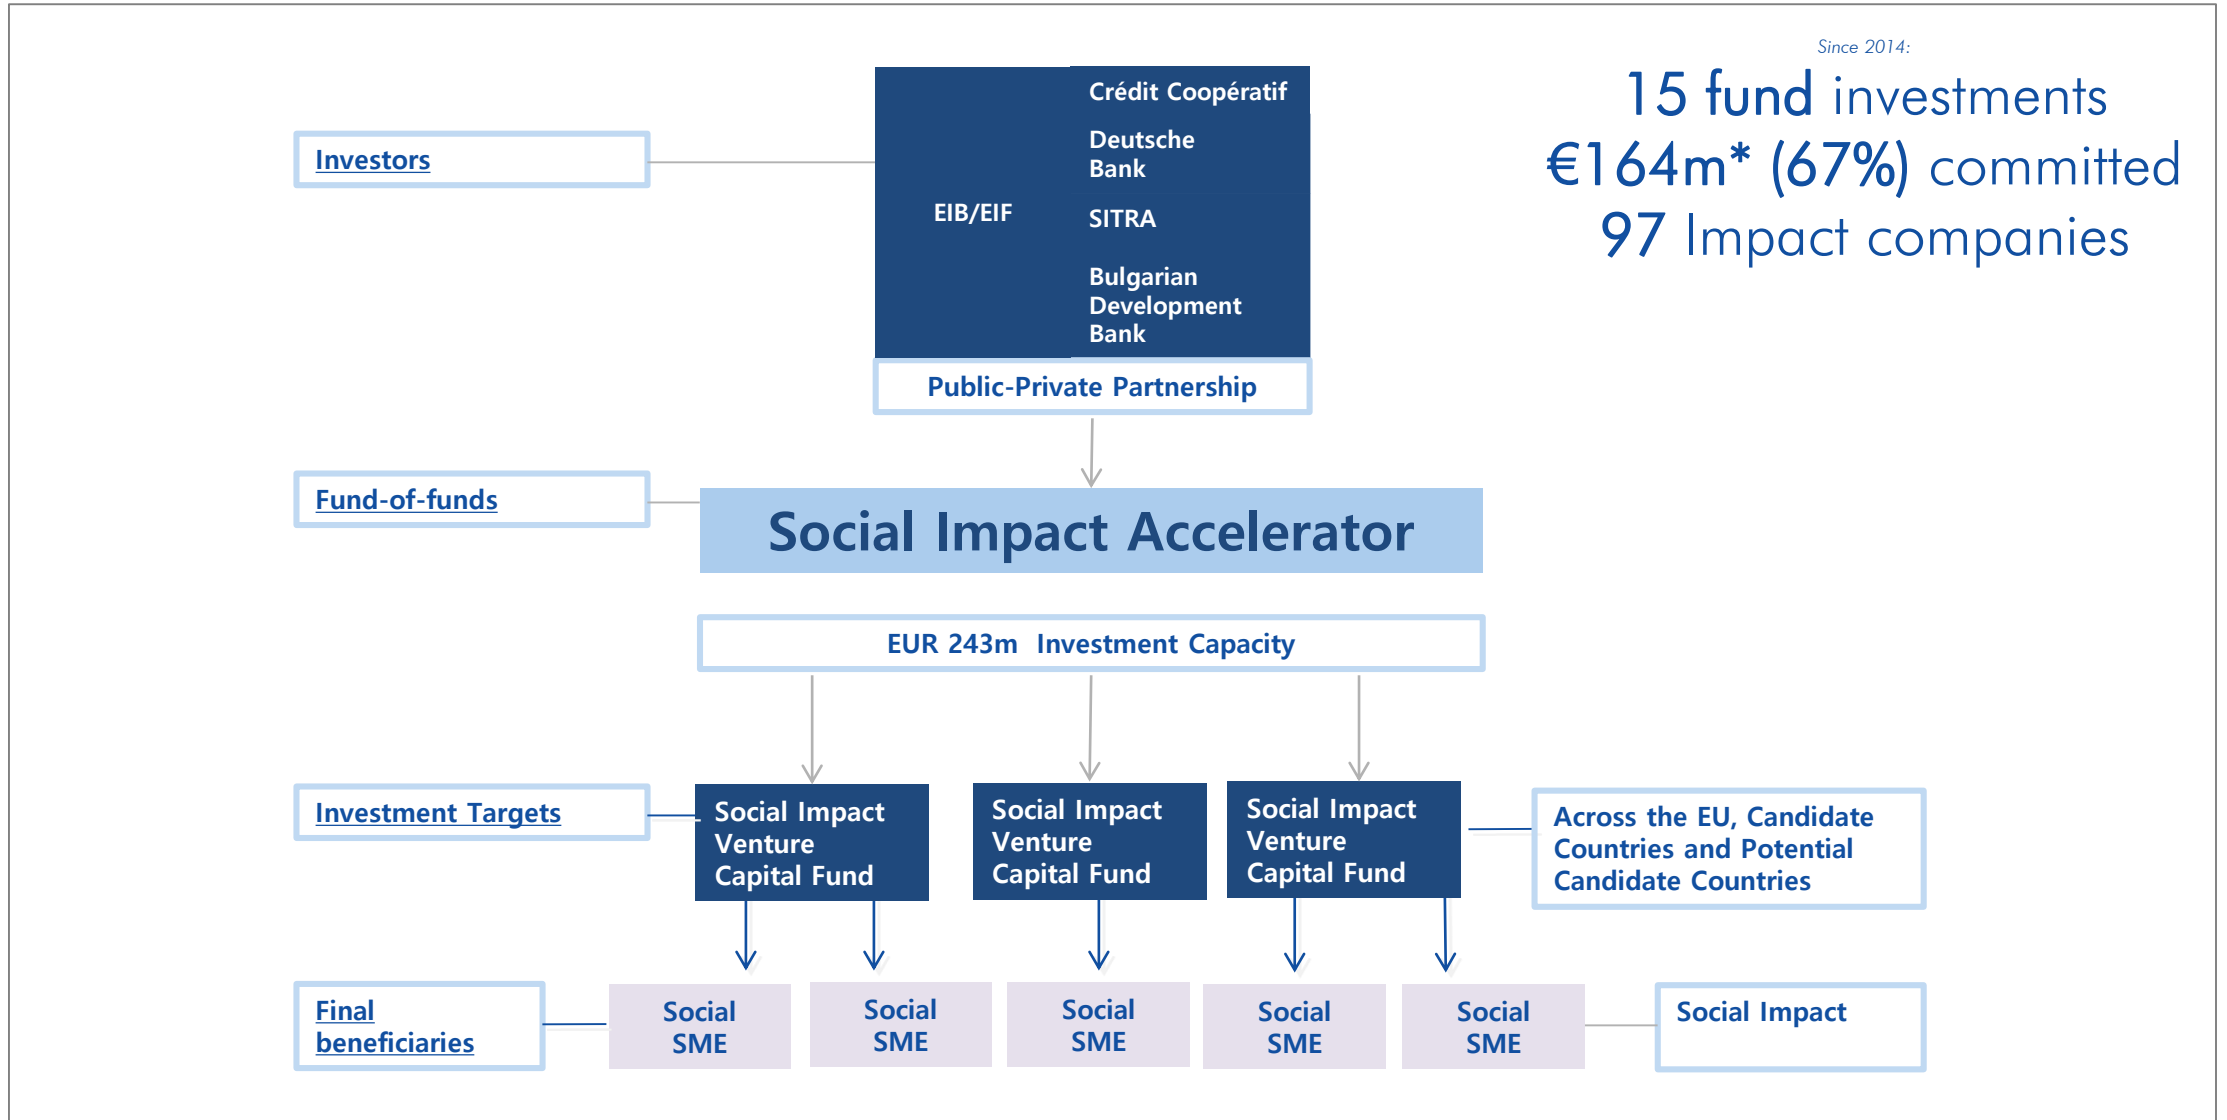 Since 2014:
15 fund investments
€164m* (67%) committed
97 Impact companies
Investors
EIB/EIF
Crédit Coopératif
Deutsche
Bank
SITRA
Bulgarian
Development
Bank
Public-Private Partnership
Fund-of-funds
Social Impact Accelerator
EUR 243m Investment Capacity
Investment Targets
Social Impact
Venture
Capital Fund
Social Impact
Venture
Capital Fund
Social Impact
Venture
Capital Fund
Across the EU, Candidate
Countries and Potential
Candidate Countries
Final
beneficiaries
Social
SME
Social
SME
Social
SME
Social
SME
Social
SME
Social Impact